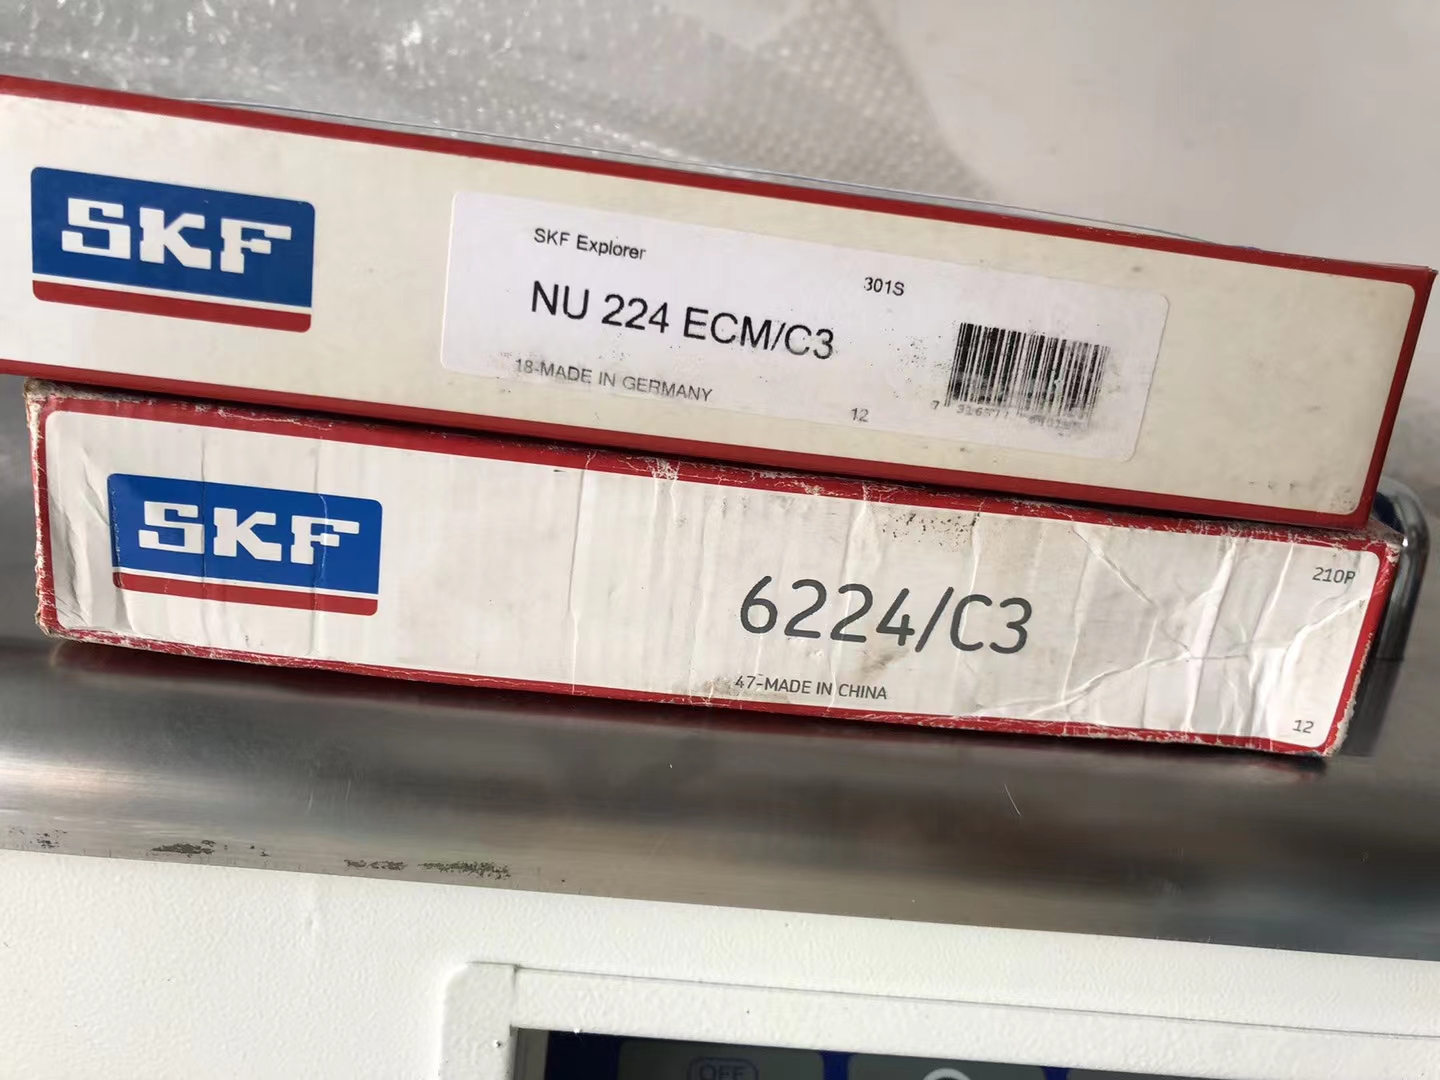 SKF
SKF Explorer
301S
NU 224 ECM/C3
18-MADE IN GERMANY
12
SKF
210P
6224/C3
47-MADE IN CHINA
12
OFF